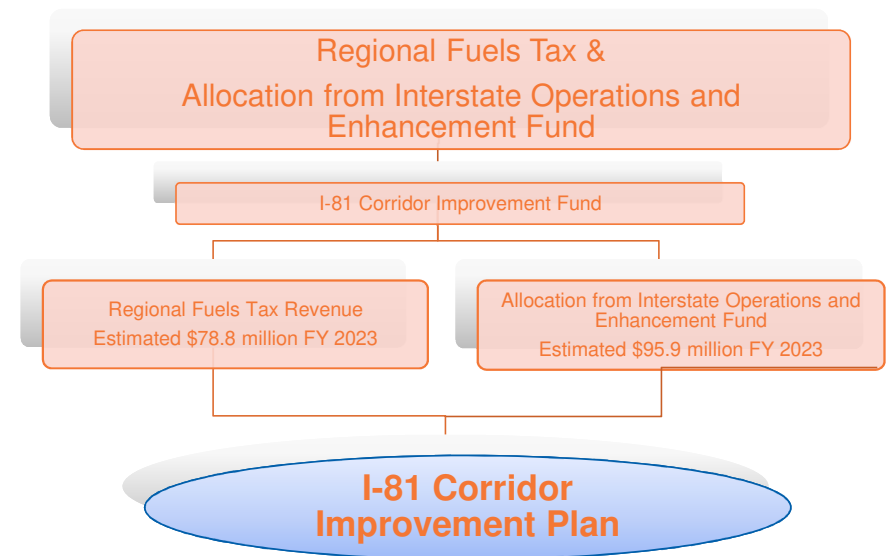 Regional Fuels Tax &
Allocation from Interstate Operations and
Enhancement Fund
I-81 Corridor Improvement Fund
Regional Fuels Tax Revenue
Estimated $78.8 million FY 2023
Allocation from Interstate Operations and
Enhancement Fund
Estimated $95.9 million FY 2023
I-81 Corridor
Improvement Plan